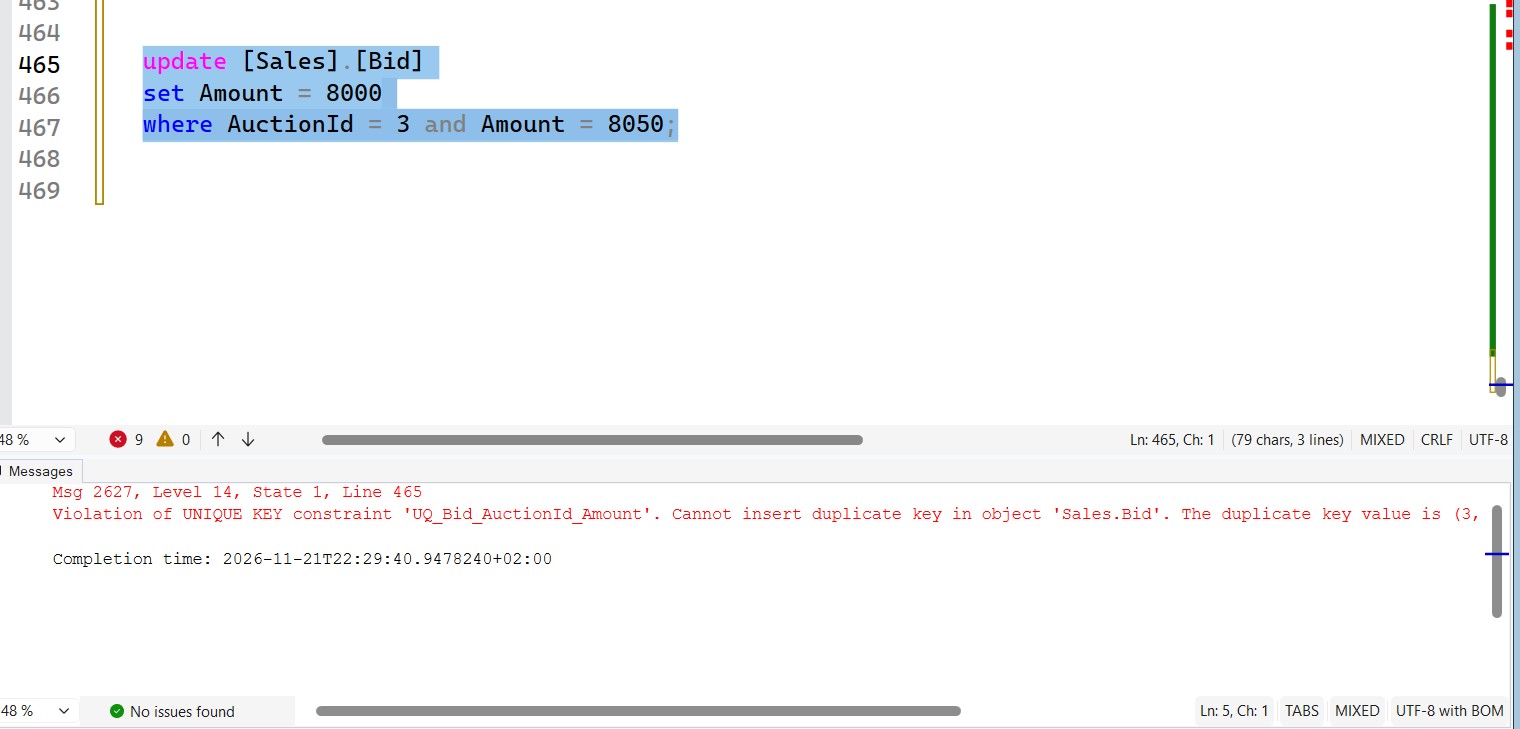 463
464
465 update [Sales].[Bid]
466 set Amount = 8000
467 where AuctionId = 3 and Amount = 8050;
468
469
48 % 9 0 Ln: 465, Ch: 1 (79 chars, 3 lines) MIXED CRLF UTF-8
Messages
Msg 2627, Level 14, State 1, Line 465
Violation of UNIQUE KEY constraint 'UQ_Bid_AuctionId_Amount'. Cannot insert duplicate key in object 'Sales.Bid'. The duplicate key value is (3,
Completion time: 2026-11-21T22:29:40.9478240+02:00
48 % No issues found Ln: 5, Ch: 1 TABS MIXED UTF-8 with BOM